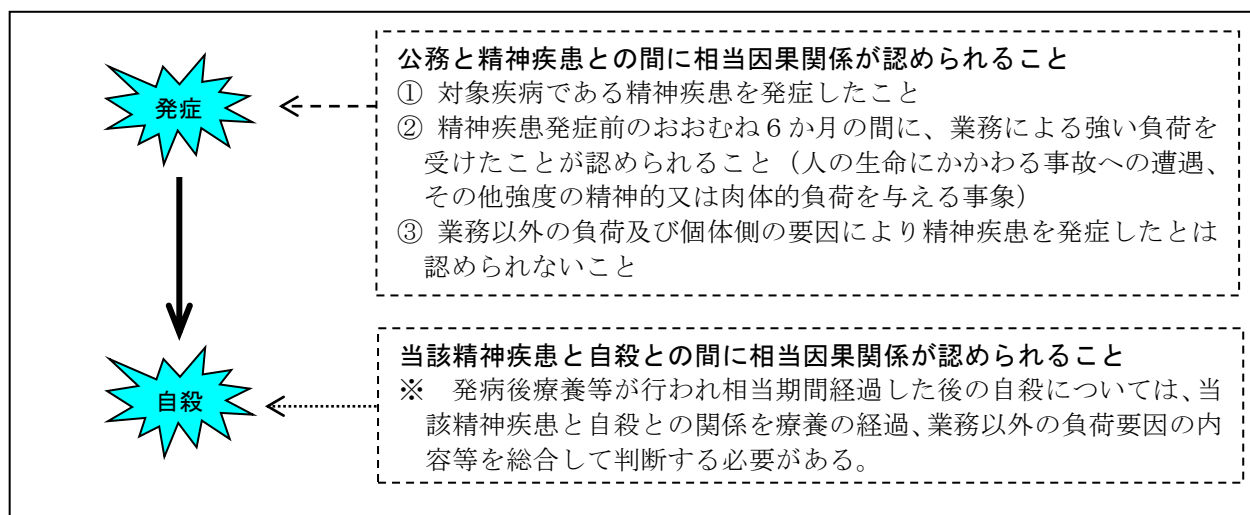 公務と精神疾患との間に相当因果関係が認められること
① 対象疾病である精神疾患を発症したこと
② 精神疾患発症前のおおむね６か月の間に、業務による強い負荷を
受けたことが認められること（人の生命にかかわる事故への遭遇、
その他強度の精神的又は肉体的負荷を与える事象）
③ 業務以外の負荷及び個体側の要因により精神疾患を発症したとは
認められないこと
発症
当該精神疾患と自殺との間に相当因果関係が認められること
※　発病後療養等が行われ相当期間経過した後の自殺については、当
該精神疾患と自殺との関係を療養の経過、業務以外の負荷要因の内
容等を総合して判断する必要がある。
自殺